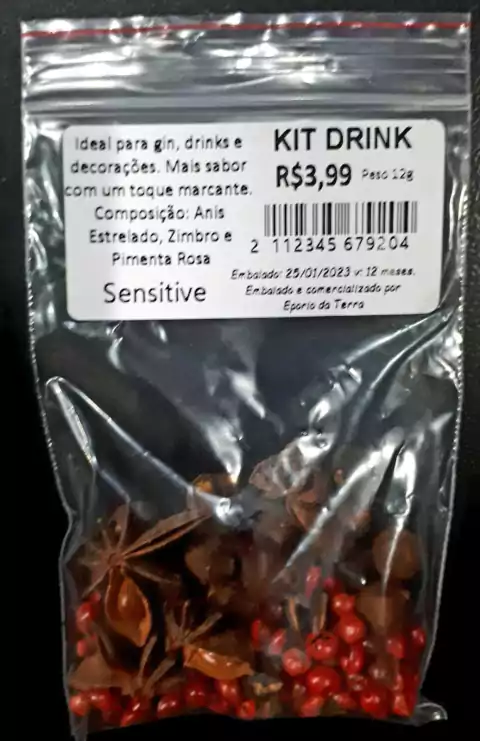 Ideal para gin, drinks e
decorações. Mais sabor
com um toque marcante.
Composição: Anis
Estrelado, Zimbro e
Pimenta Rosa
Sensitive
KIT DRINK
R$3,99 Peso 12g
2 112345 679204
Embalado: 25/01/2023 v: 12 meses.
Embalado e comercializado por
Eporio da Terra